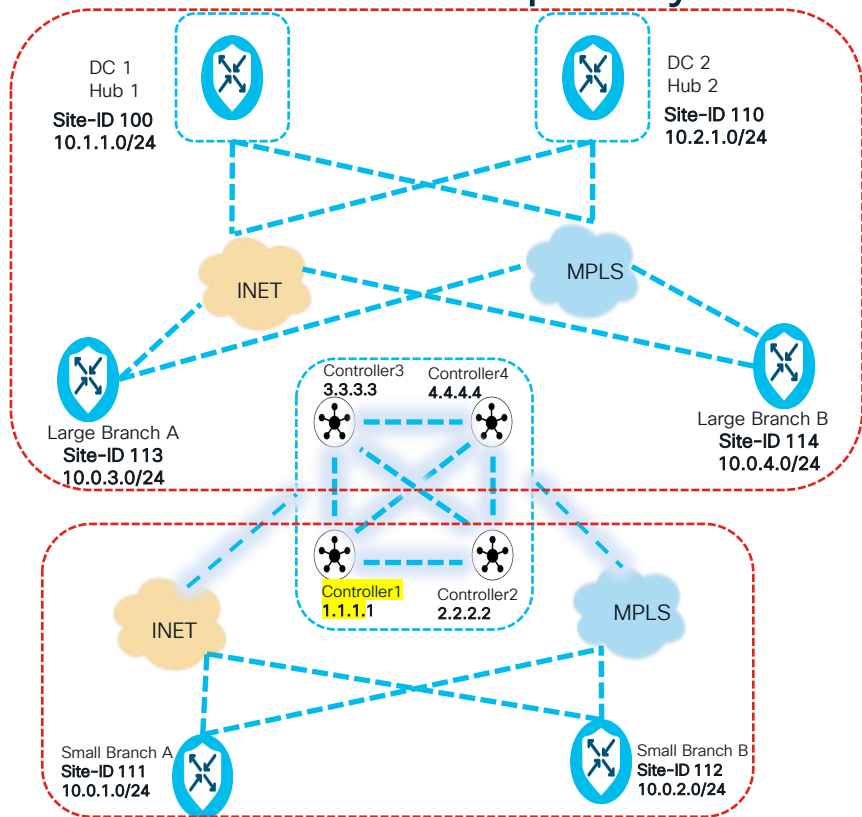 DC 1
Hub 1
Site-ID 100
10.1.1.0/24
DC 2
Hub 2
Site-ID 110
10.2.1.0/24
INET
MPLS
Large Branch A
Site-ID 113
10.0.3.0/24
Controller3
3.3.3.3
Controller4
4.4.4.4
Large Branch B
Site-ID 114
10.0.4.0/24
Controller1
1.1.1.1
Controller2
2.2.2.2
INET
MPLS
Small Branch A
Site-ID 111
10.0.1.0/24
Small Branch B
Site-ID 112
10.0.2.0/24